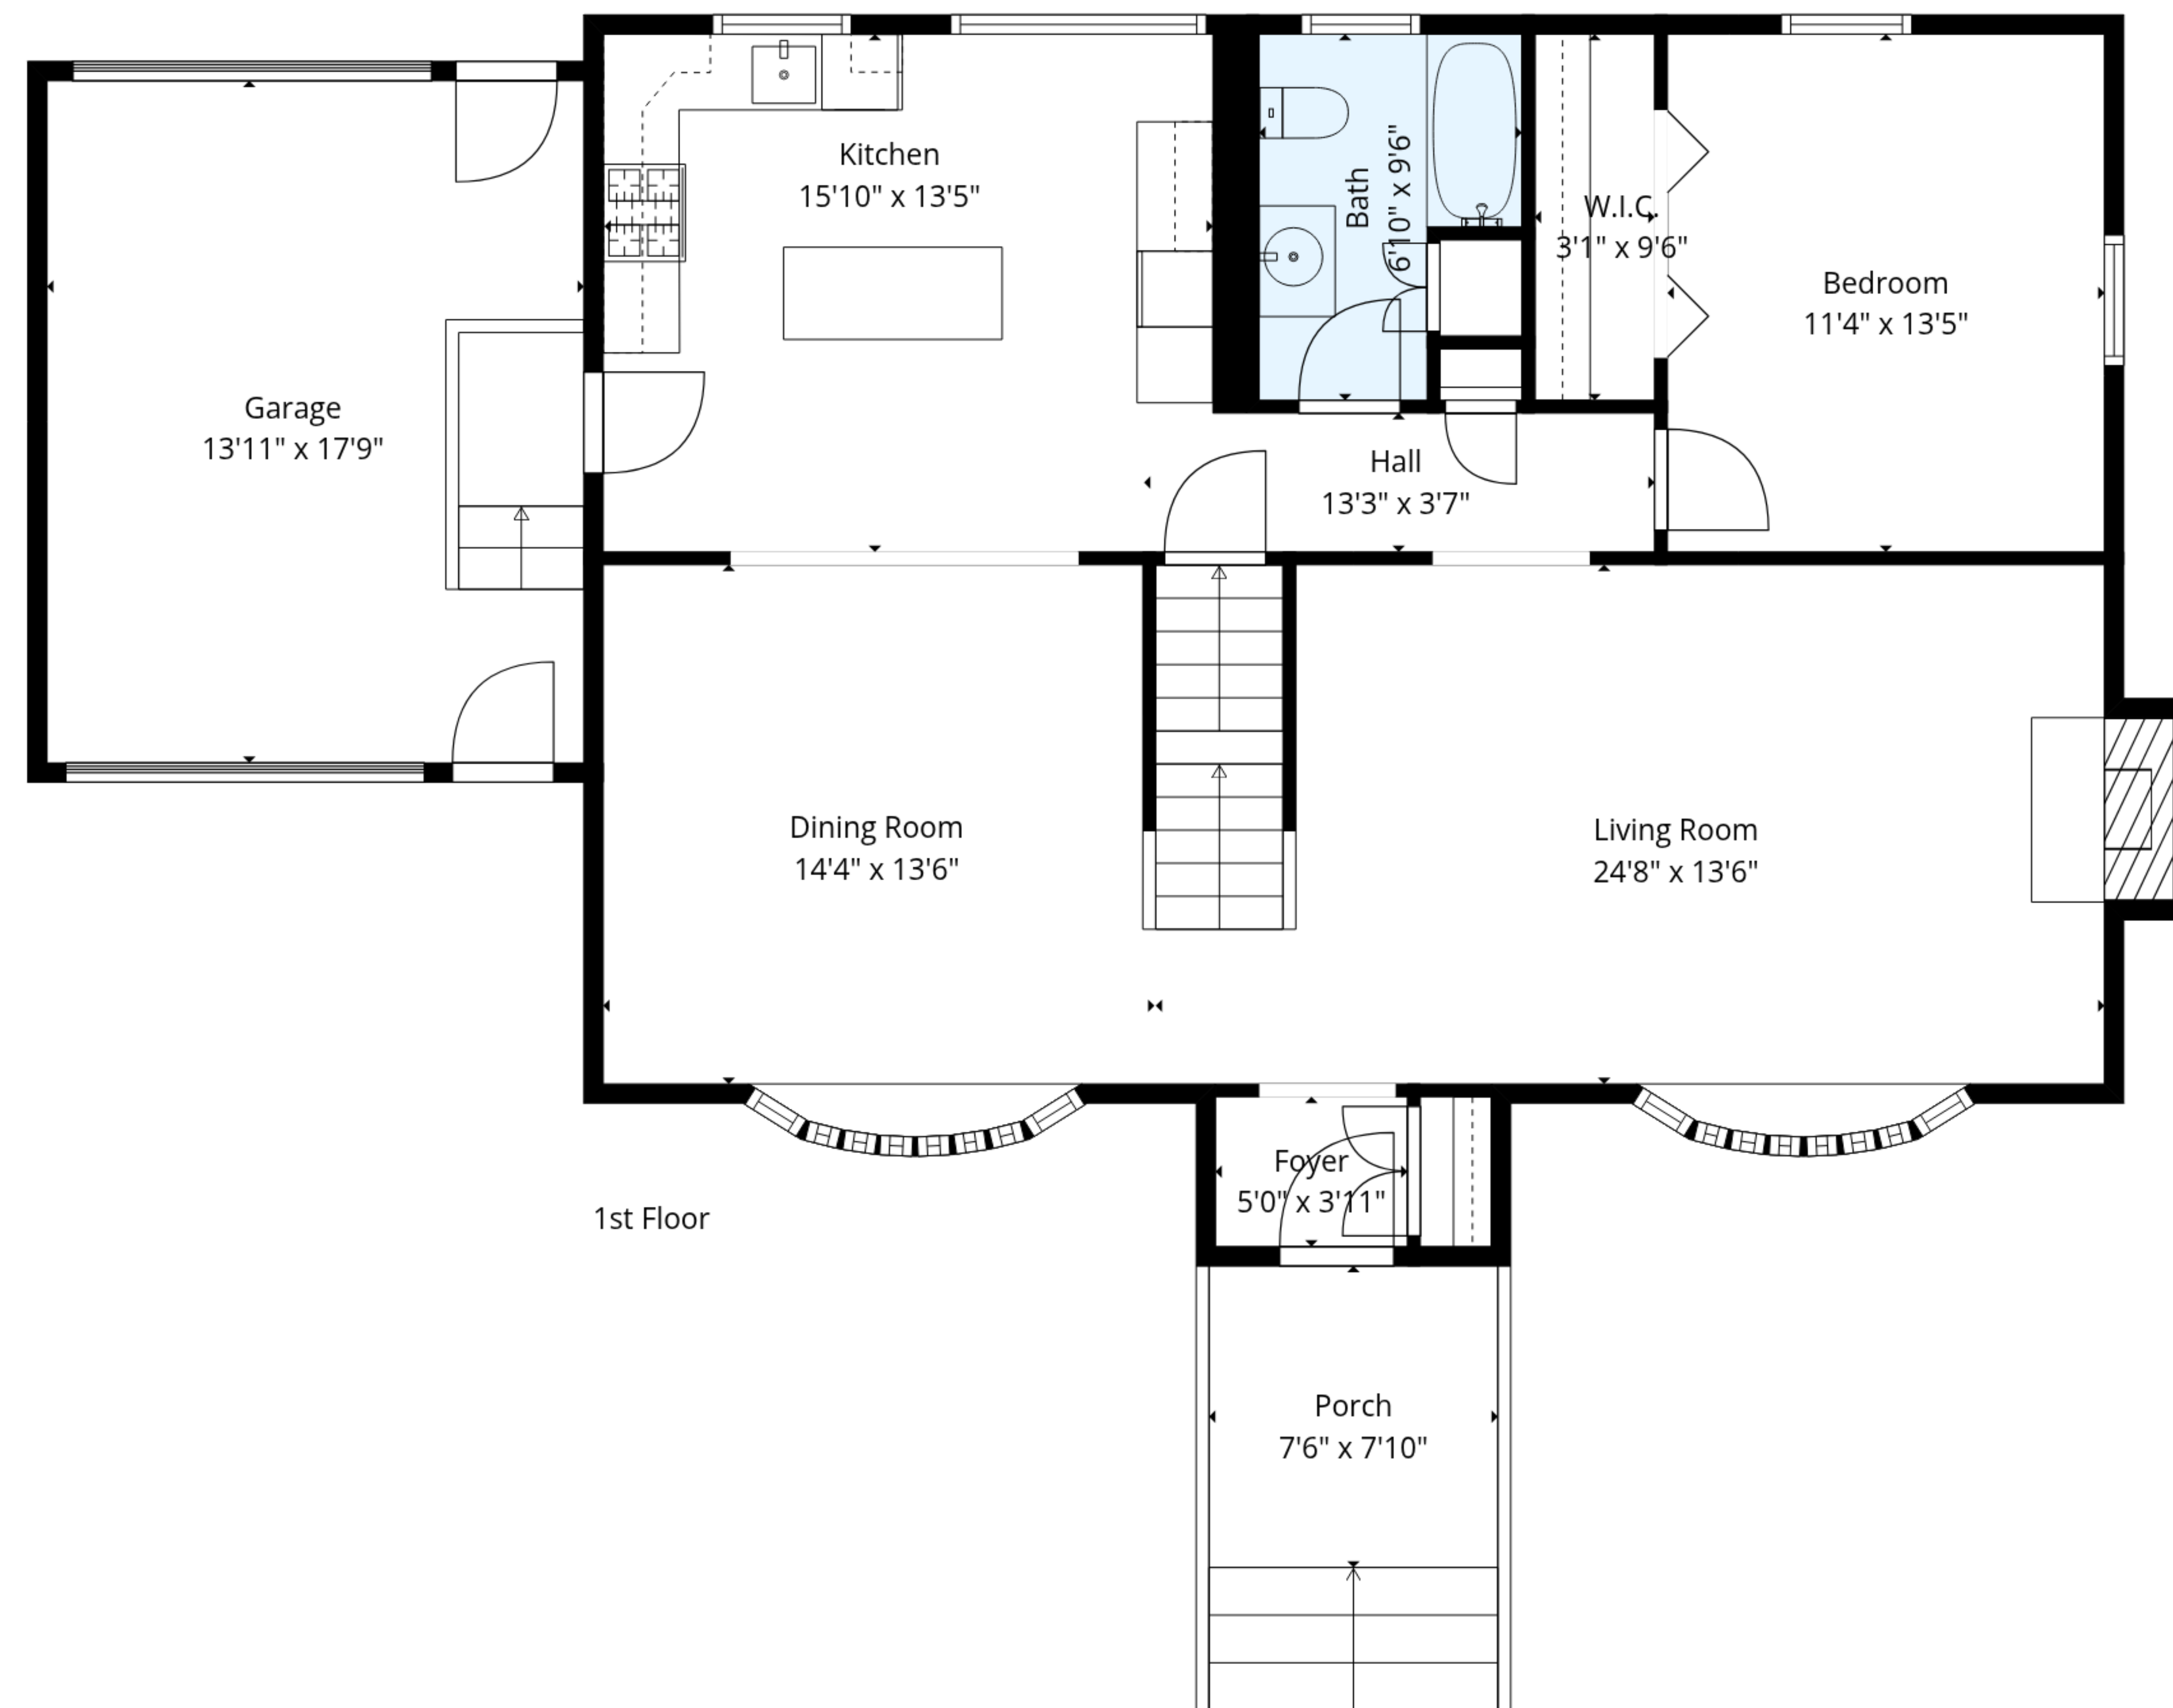 Kitchen
15'10" x 13'5"
Bath
6'10" x 9'6"
W.I.C.
3'1" x 9'6"
Bedroom
11'4" x 13'5"
Garage
13'11" x 17'9"
Hall
13'3" x 3'7"
Dining Room
14'4" x 13'6"
Living Room
24'8" x 13'6"
Foyer
5'0" x 3'11"
1st Floor
Porch
7'6" x 7'10"